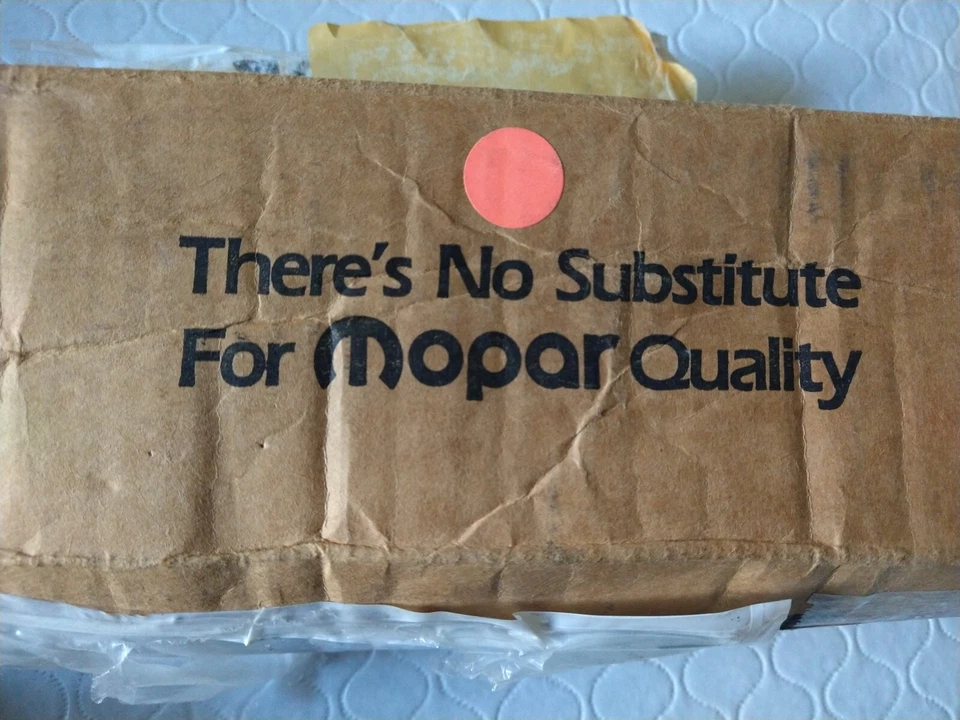 There's No Substitute
For Mopar Quality